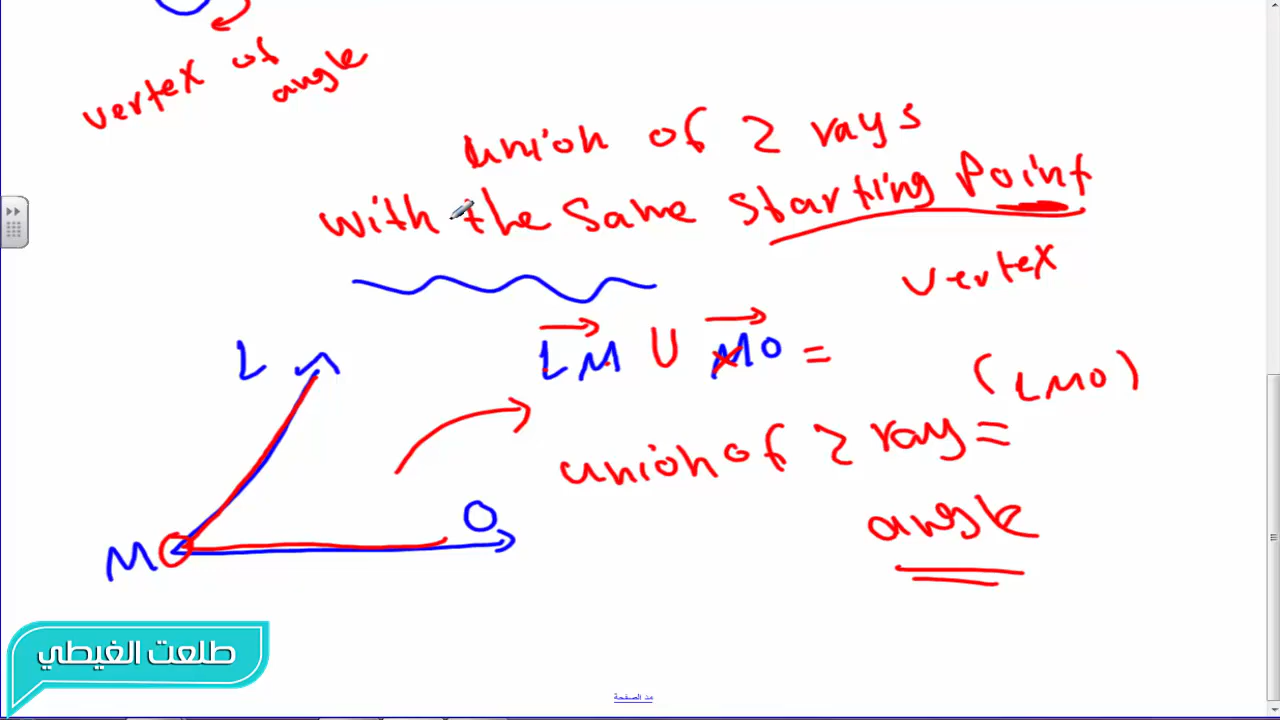 vertex of
angle
union of 2 rays
with the same starting point
vertex
L
LM U MO =
(LMO)
union of 2 ray =
O
angle
M
طلعت الغيطي